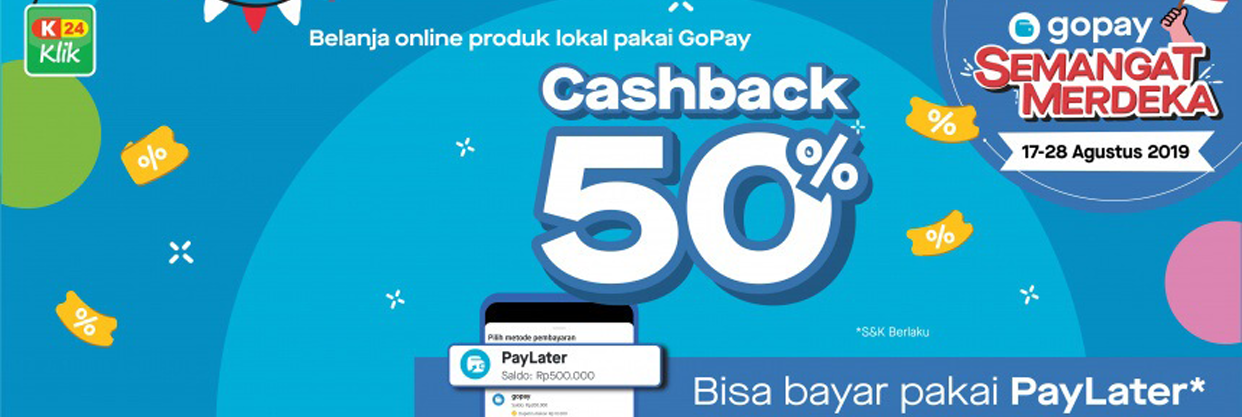 K 24
Klik
Belanja online produk lokal pakai GoPay
gopay
SEMANGAT
MERDEKA
17-28 Agustus 2019
Cashback
50%
%
%
%
%
*S&K Berlaku
Pilih metode pembayaran
PayLater
Saldo: Rp500.000
gopay
Bisa bayar pakai PayLater*